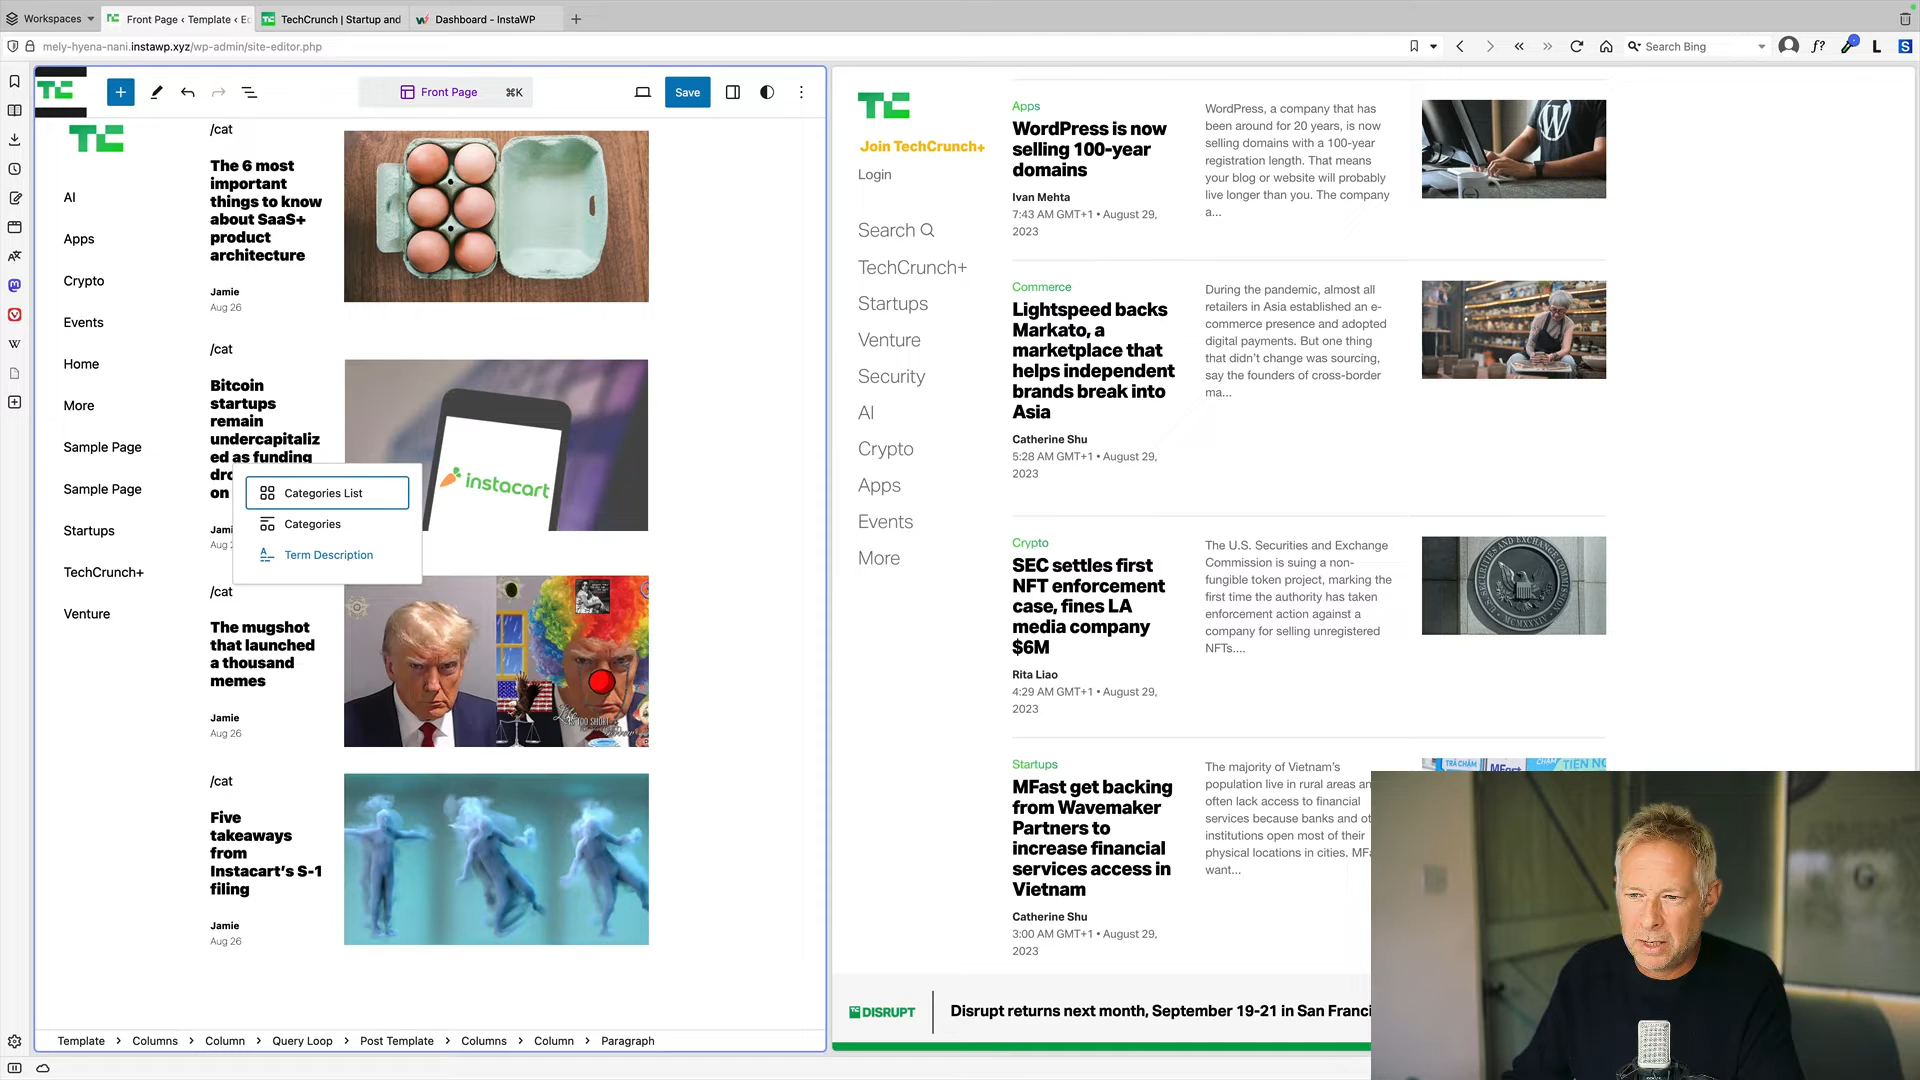 Workspaces
Front Page ‹ Template ‹ Ec
TechCrunch | Startup and
Dashboard - InstaWP
mely-hyena-nani.instawp.xyz/wp-admin/site-editor.php
Search Bing
f?
L
S
TC
Front Page
⌘K
Save
TC
AI
Apps
Crypto
Events
Home
More
Sample Page
Sample Page
Startups
TechCrunch+
Venture
/cat
The 6 most
important
things to know
about SaaS+
product
architecture
Jamie
Aug 26
/cat
Bitcoin
startups
remain
undercapitaliz
ed as funding
dro
on
Jami
Aug 2
instacart
Categories List
Categories
Term Description
/cat
The mugshot
that launched
a thousand
memes
Jamie
Aug 26
/cat
Five
takeaways
from
Instacart's S-1
filing
Jamie
Aug 26
Template
Columns
Column
Query Loop
Post Template
Columns
Column
Paragraph
TC
Join TechCrunch+
Login
Search
TechCrunch+
Startups
Venture
Security
AI
Crypto
Apps
Events
More
Apps
WordPress is now
selling 100-year
domains
Ivan Mehta
7:43 AM GMT+1 • August 29,
2023
WordPress, a company that has
been around for 20 years, is now
selling domains with a 100-year
registration length. That means
your blog or website will probably
live longer than you. The company
a...
Commerce
Lightspeed backs
Markato, a
marketplace that
helps independent
brands break into
Asia
Catherine Shu
5:28 AM GMT+1 • August 29,
2023
During the pandemic, almost all
retailers in Asia established an e-
commerce presence and adopted
digital payments. But one thing
that didn't change was sourcing,
say the founders of cross-border
ma...
Crypto
SEC settles first
NFT enforcement
case, fines LA
media company
$6M
Rita Liao
4:29 AM GMT+1 • August 29,
2023
The U.S. Securities and Exchange
Commission is suing a non-
fungible token project, marking the
first time the authority has taken
enforcement action against a
company for selling unregistered
NFTs....
Startups
MFast get backing
from Wavemaker
Partners to
increase financial
services access in
Vietnam
Catherine Shu
3:00 AM GMT+1 • August 29,
2023
The majority of Vietnam's
population live in rural areas an
often lack access to financial
services because banks and ot
institutions open most of their
physical locations in cities. MFa
want...
TRẢ CHẬM
MFast
TIỀN NG
DISRUPT
Disrupt returns next month, September 19-21 in San Franci